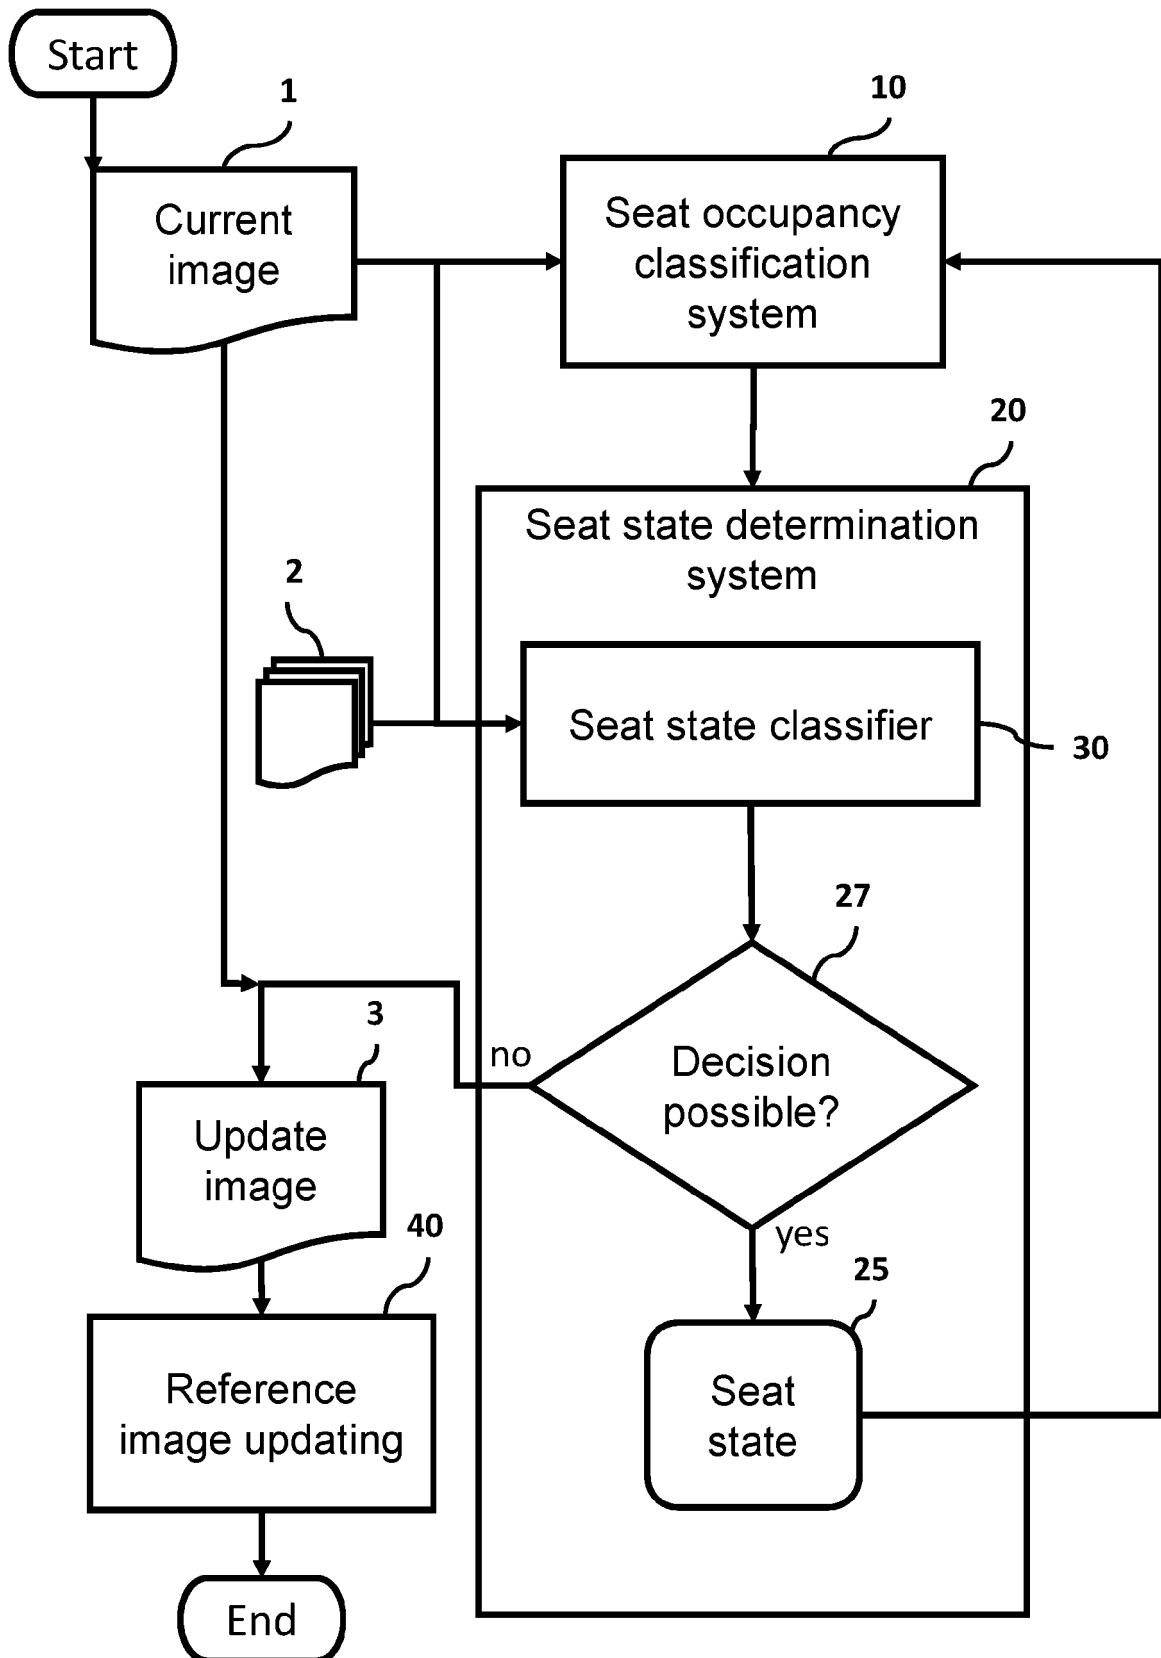 Start
1
10
Current
image
Seat occupancy
classification
system
20
Seat state determination
system
2
Seat state classifier
30
27
3
no
Decision
possible?
Update
image
40
yes
25
Reference
image updating
Seat
state
End